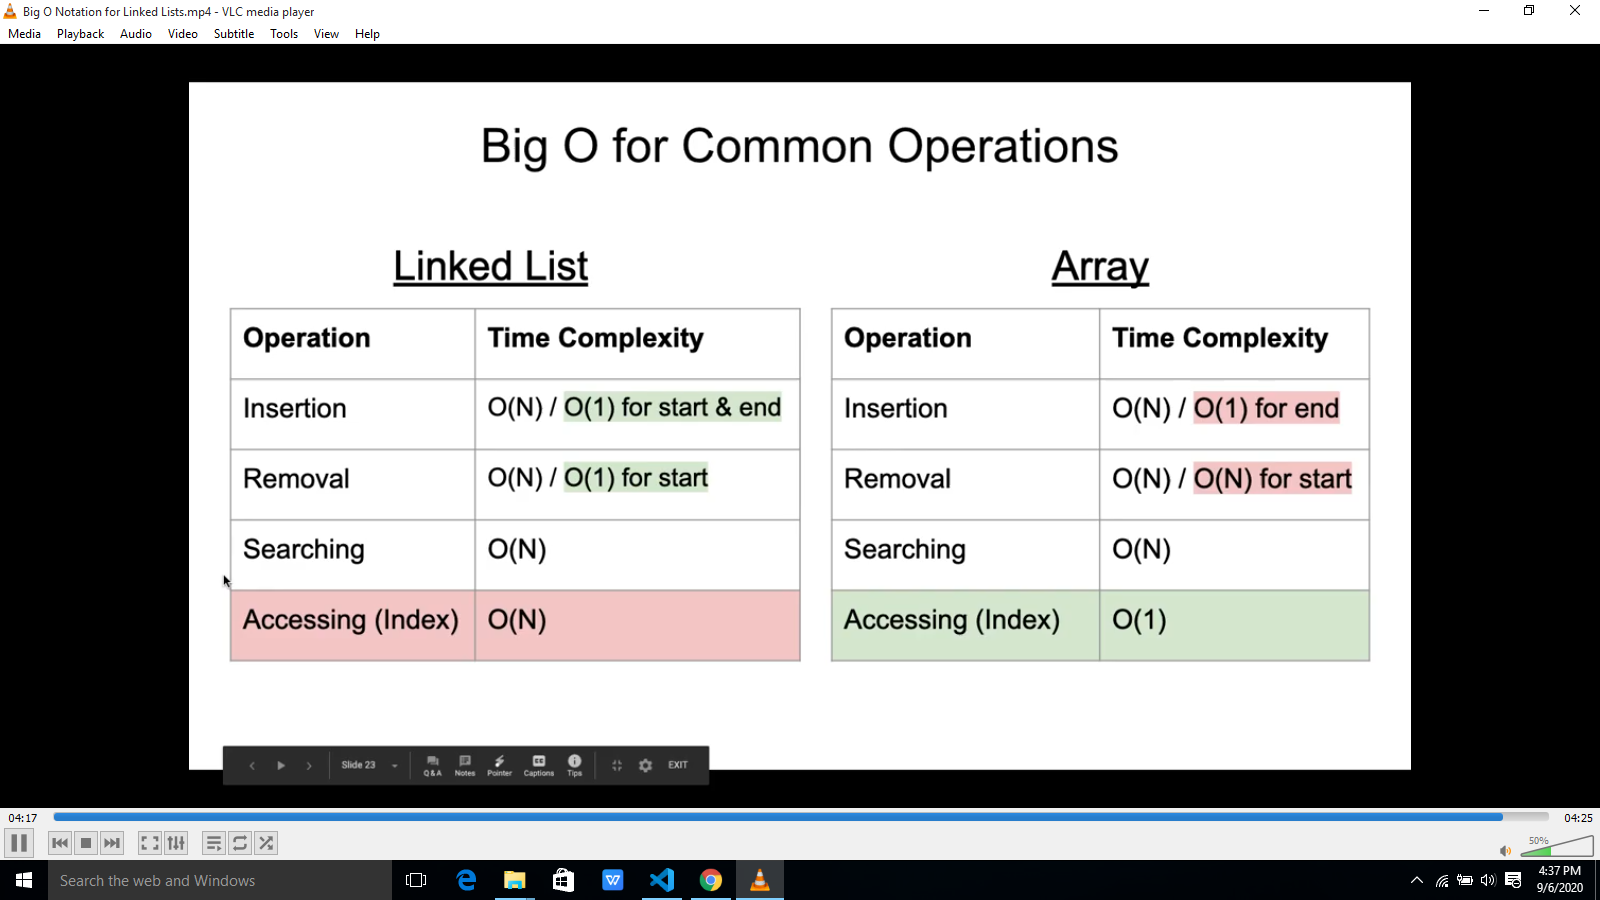 Big O Notation for Linked Lists.mp4 - VLC media player
Media Playback Audio Video Subtitle Tools View Help
Big O for Common Operations
Linked List
Operation Time Complexity
Insertion O(N) / O(1) for start & end
Removal O(N) / O(1) for start
Searching O(N)
Accessing (Index) O(N)
Array
Operation Time Complexity
Insertion O(N) / O(1) for end
Removal O(N) / O(N) for start
Searching O(N)
Accessing (Index) O(1)
Slide 23 Q&A Notes Pointer Captions Tips EXIT
04:17 04:25
50%
Search the web and Windows
4:37 PM
9/6/2020